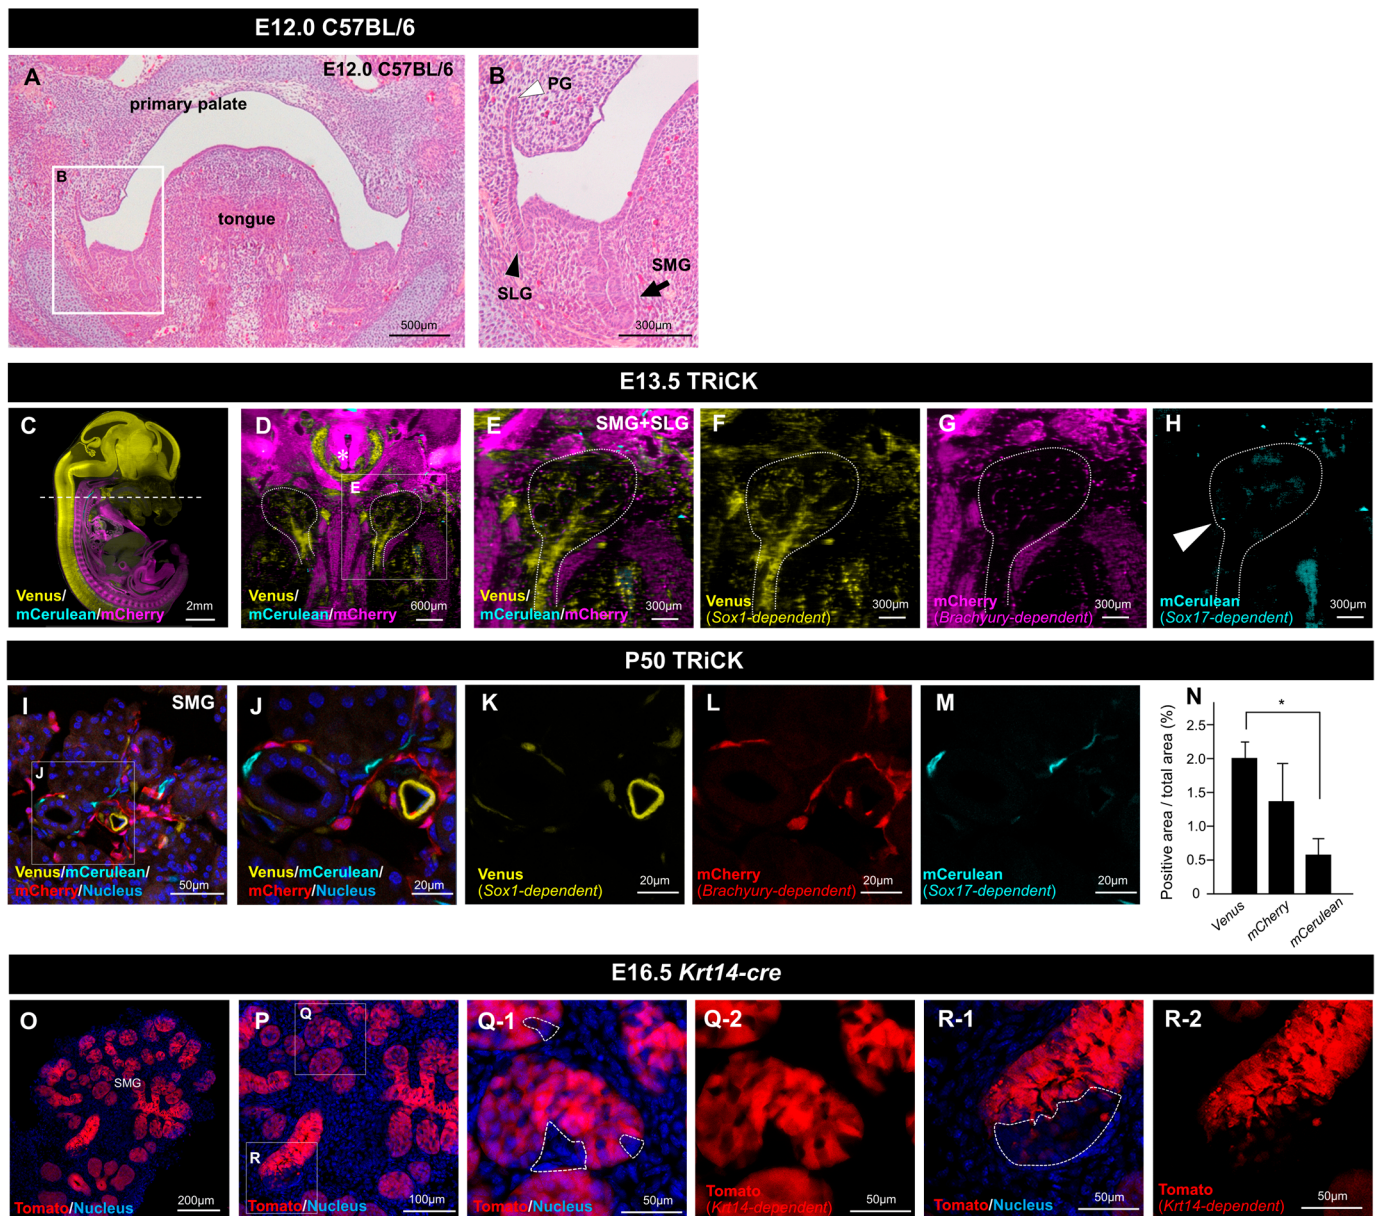 E12.0 C57BL/6
A
E12.0 C57BL/6
primary palate
B
tongue
500µm
B
PG
SLG
SMG
300µm
E13.5 TRiCK
C
Venus/
mCerulean/mCherry
2mm
D
*
E
Venus/
mCerulean/mCherry
600µm
E
SMG+SLG
Venus/
mCerulean/mCherry
300µm
F
Venus
(Sox1-dependent)
300µm
G
mCherry
(Brachyury-dependent)
300µm
H
mCerulean
(Sox17-dependent)
300µm
P50 TRiCK
I
SMG
J
Venus/mCerulean/
mCherry/Nucleus
50µm
J
Venus/mCerulean/
mCherry/Nucleus
20µm
K
Venus
(Sox1-dependent)
20µm
L
mCherry
(Brachyury-dependent)
20µm
M
mCerulean
(Sox17-dependent)
20µm
N
Positive area / total area (%)
2.5
2.0
1.0
0.5
0
*
Venus
mCherry
mCerulean
E16.5 Krt14-cre
O
SMG
Tomato/Nucleus
200µm
P
Q
R
Tomato/Nucleus
100µm
Q-1
Tomato/Nucleus
50µm
Q-2
Tomato
(Krt14-dependent)
50µm
R-1
Tomato/Nucleus
50µm
R-2
Tomato
(Krt14-dependent)
50µm